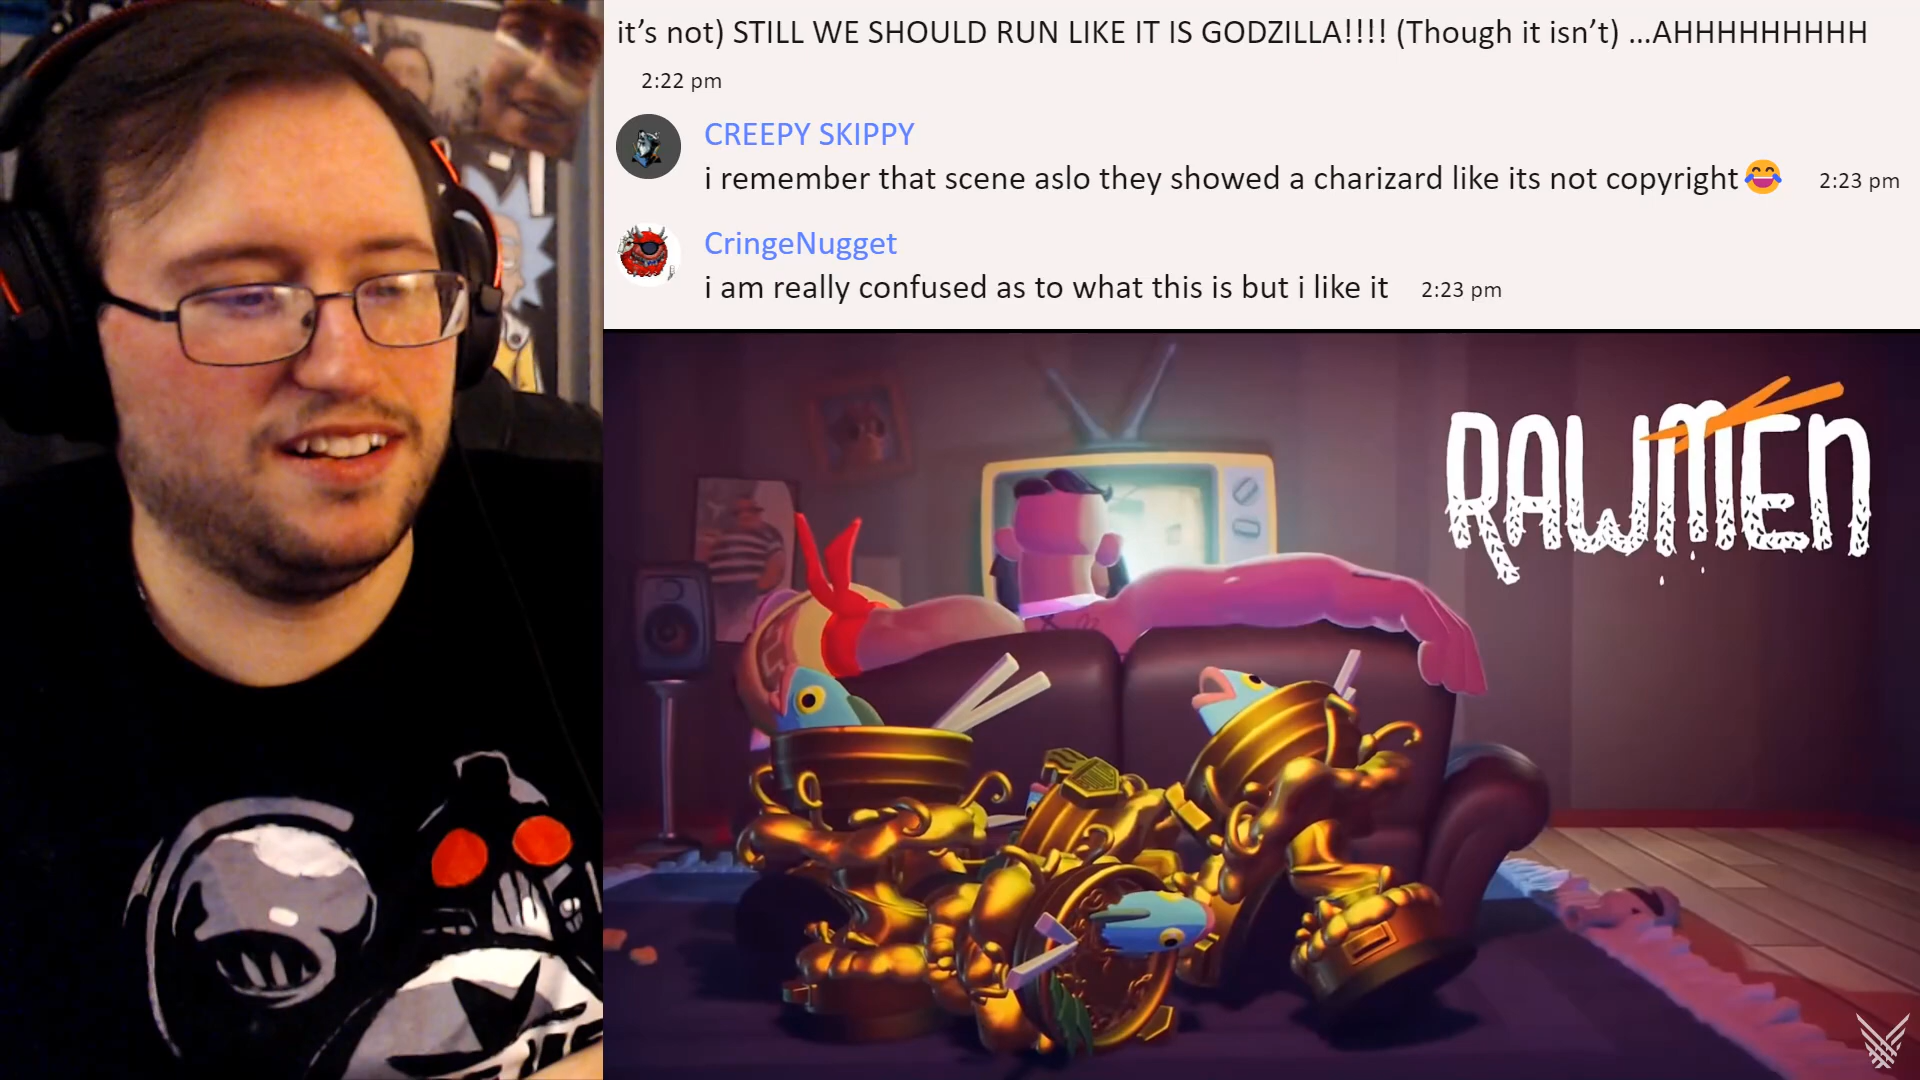 it’s not) STILL WE SHOULD RUN LIKE IT IS GODZILLA!!!! (Though it isn’t) ...AHHHHHHHHH
2:22 pm
CREEPY SKIPPY
i remember that scene aslo they showed a charizard like its not copyright😂 2:23 pm
CringeNugget
i am really confused as to what this is but i like it 2:23 pm
RAWMEN